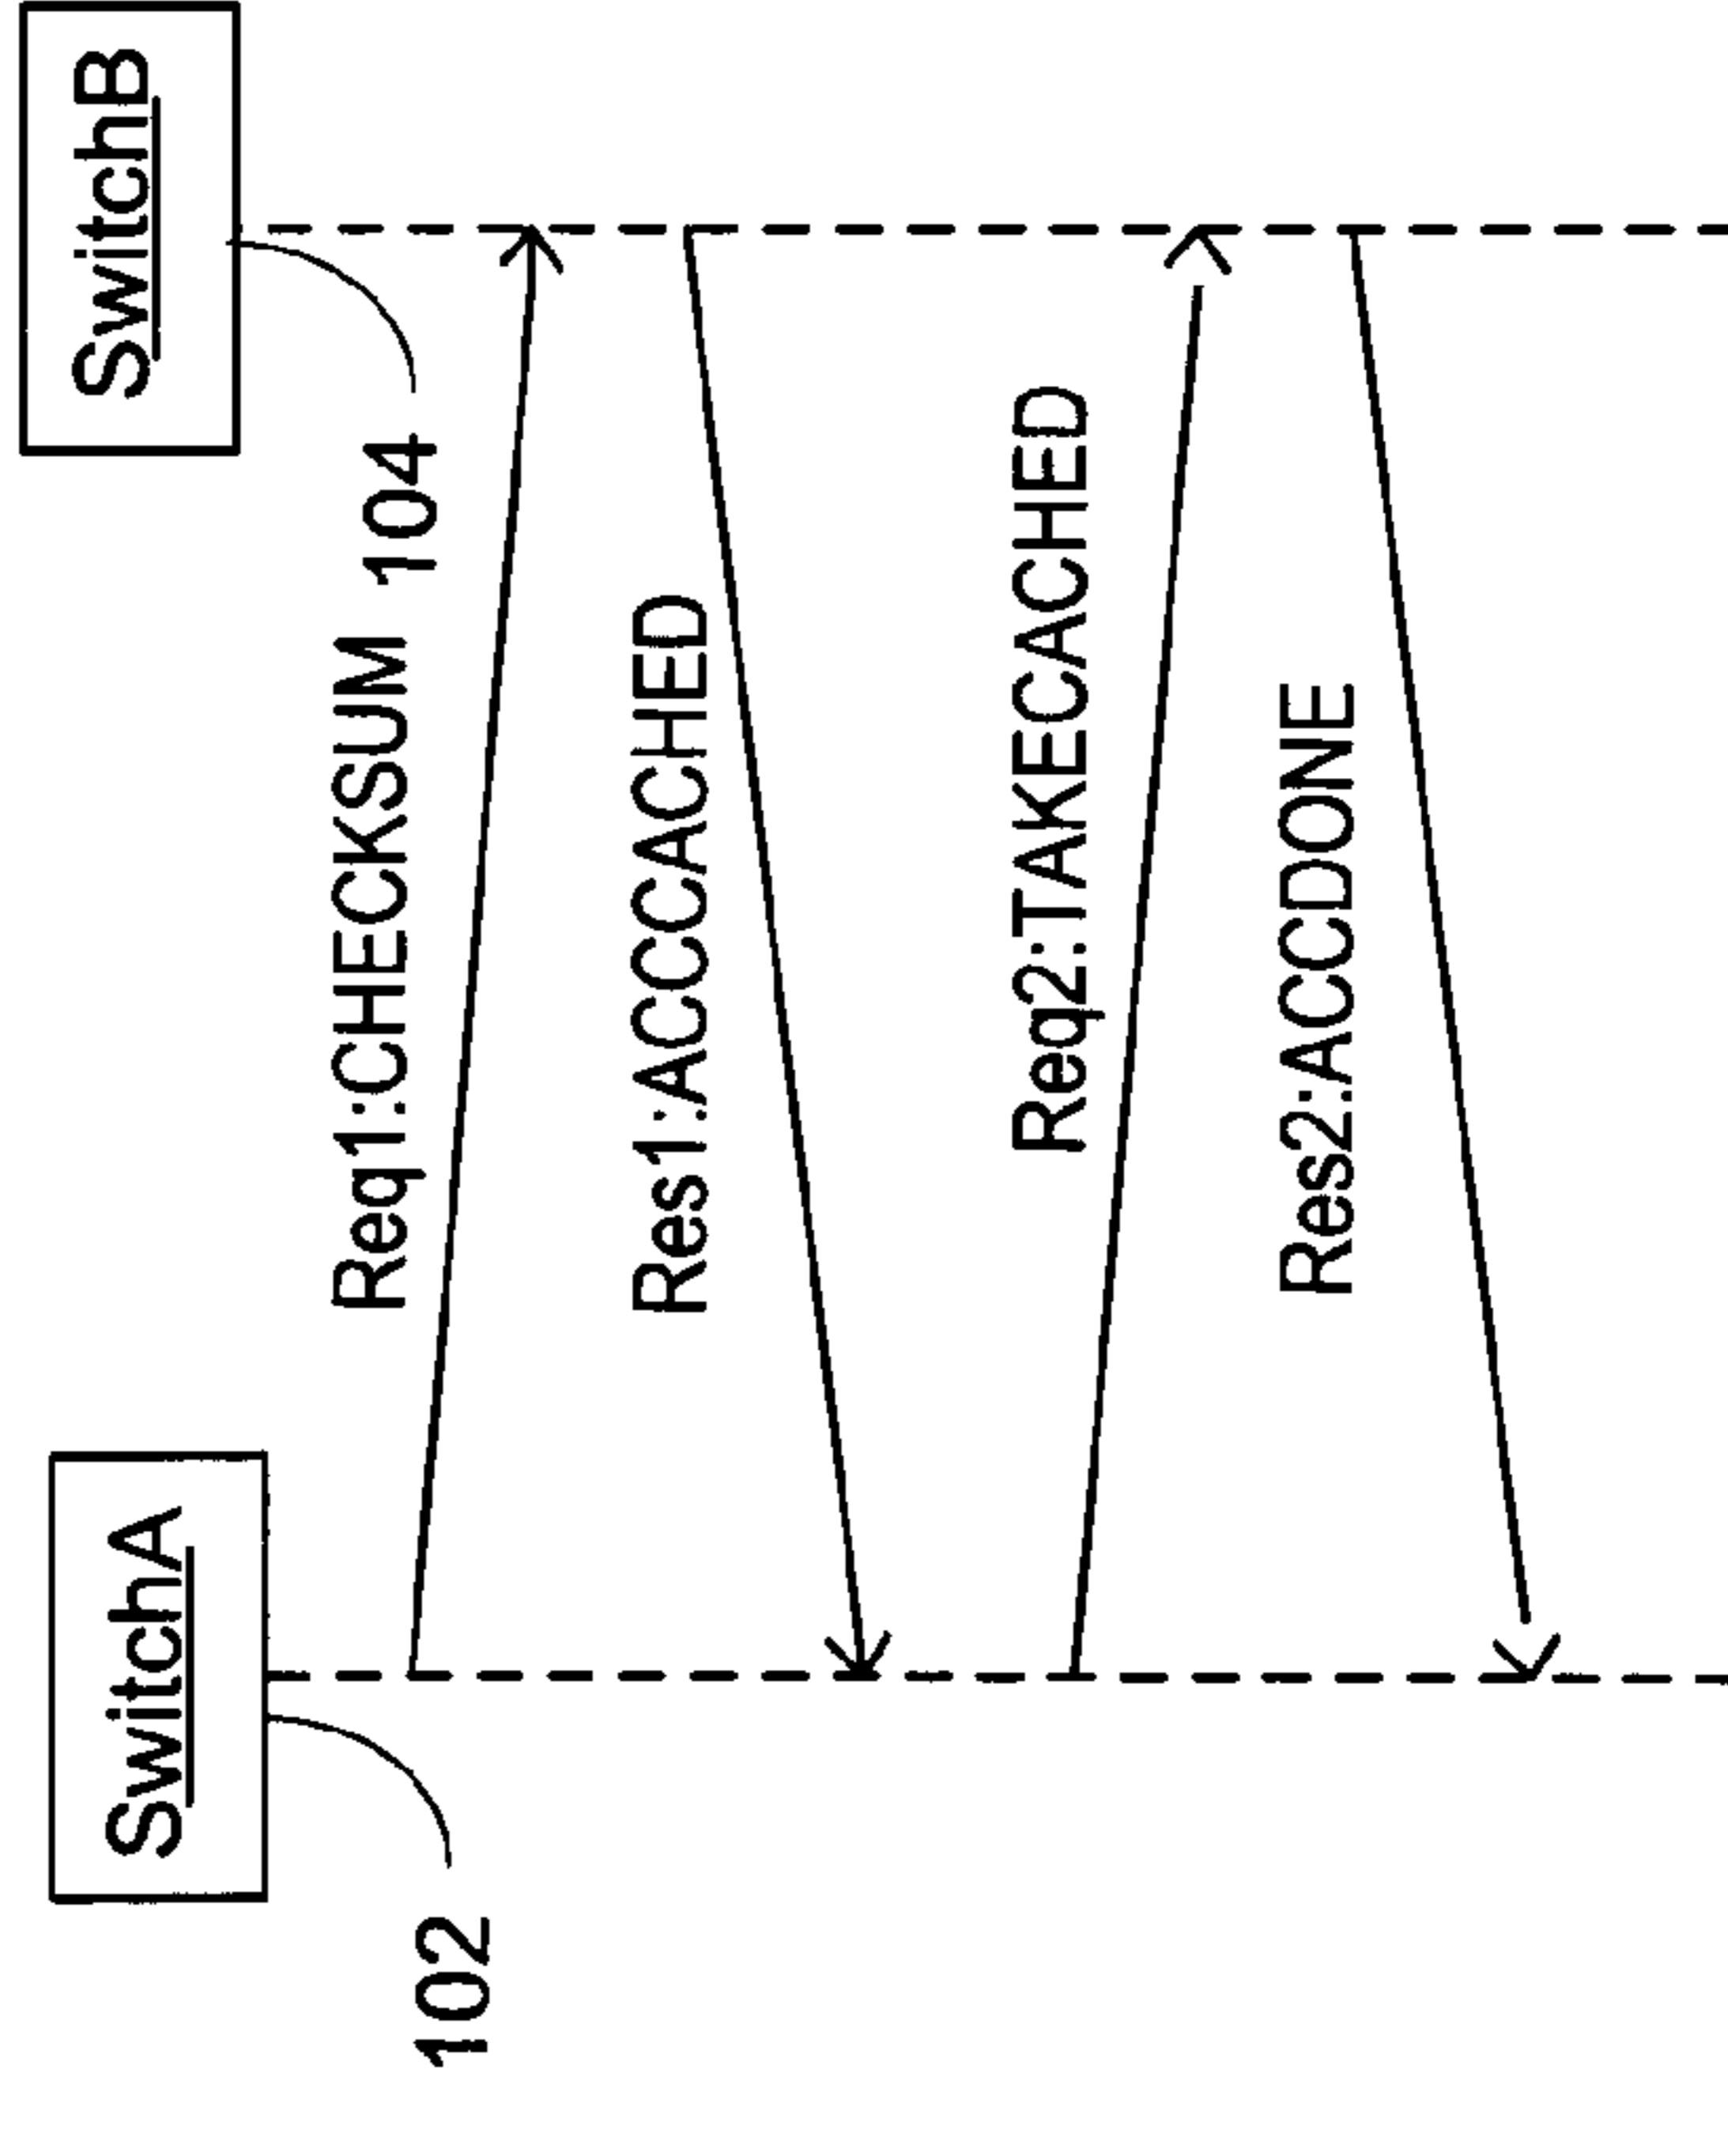 SwitchA
SwitchB
102
104
Req1:CHECKSUM
Res1:ACCCACHED
Req2:TAKECACHED
Res2:ACCDONE